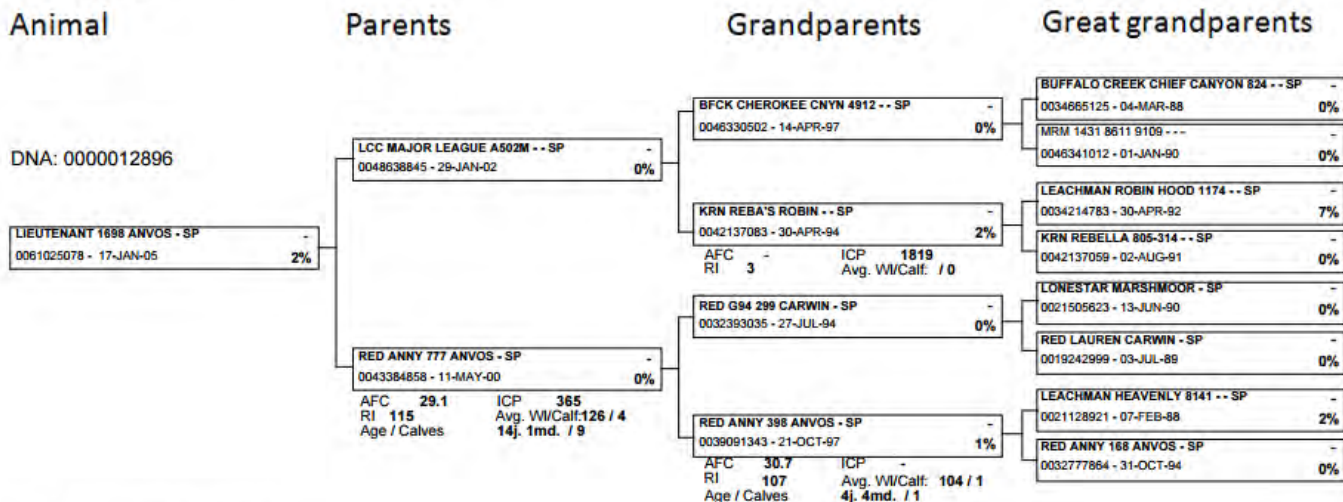 Animal
Parents
Grandparents
Great grandparents
DNA: 0000012896
LIEUTENANT 1698 ANVOS - SP -
0061025078 - 17-JAN-05 2%
LCC MAJOR LEAGUE A502M - - SP -
0048638845 - 29-JAN-02 0%
RED ANNY 777 ANVOS - SP -
0043384858 - 11-MAY-00 0%
AFC 29.1 ICP 365
RI 115 Avg. WI/Calf:126 / 4
Age / Calves 14j. 1md. / 9
BFCK CHEROKEE CNYN 4912 - - SP -
0046330502 - 14-APR-97 0%
KRN REBA'S ROBIN - - SP -
0042137083 - 30-APR-94 2%
AFC - ICP 1819
RI 3 Avg. WI/Calf: / 0
RED G94 299 CARWIN - SP -
0032393035 - 27-JUL-94 0%
RED ANNY 398 ANVOS - SP -
0039091343 - 21-OCT-97 1%
AFC 30.7 ICP -
RI 107 Avg. WI/Calf: 104 / 1
Age / Calves 4j. 4md. / 1
BUFFALO CREEK CHIEF CANYON 824 - - SP -
0034665125 - 04-MAR-88 0%
MRM 1431 8611 9109 - - - -
0046341012 - 01-JAN-90 0%
LEACHMAN ROBIN HOOD 1174 - - SP -
0034214783 - 30-APR-92 7%
KRN REBELLA 805-314 - - SP -
0042137059 - 02-AUG-91 0%
LONESTAR MARSHMOOR - SP -
0021505623 - 13-JUN-90 0%
RED LAUREN CARWIN - SP -
0019242999 - 03-JUL-89 0%
LEACHMAN HEAVENLY 8141 - - SP -
0021128921 - 07-FEB-88 2%
RED ANNY 168 ANVOS - SP -
0032777864 - 31-OCT-94 0%